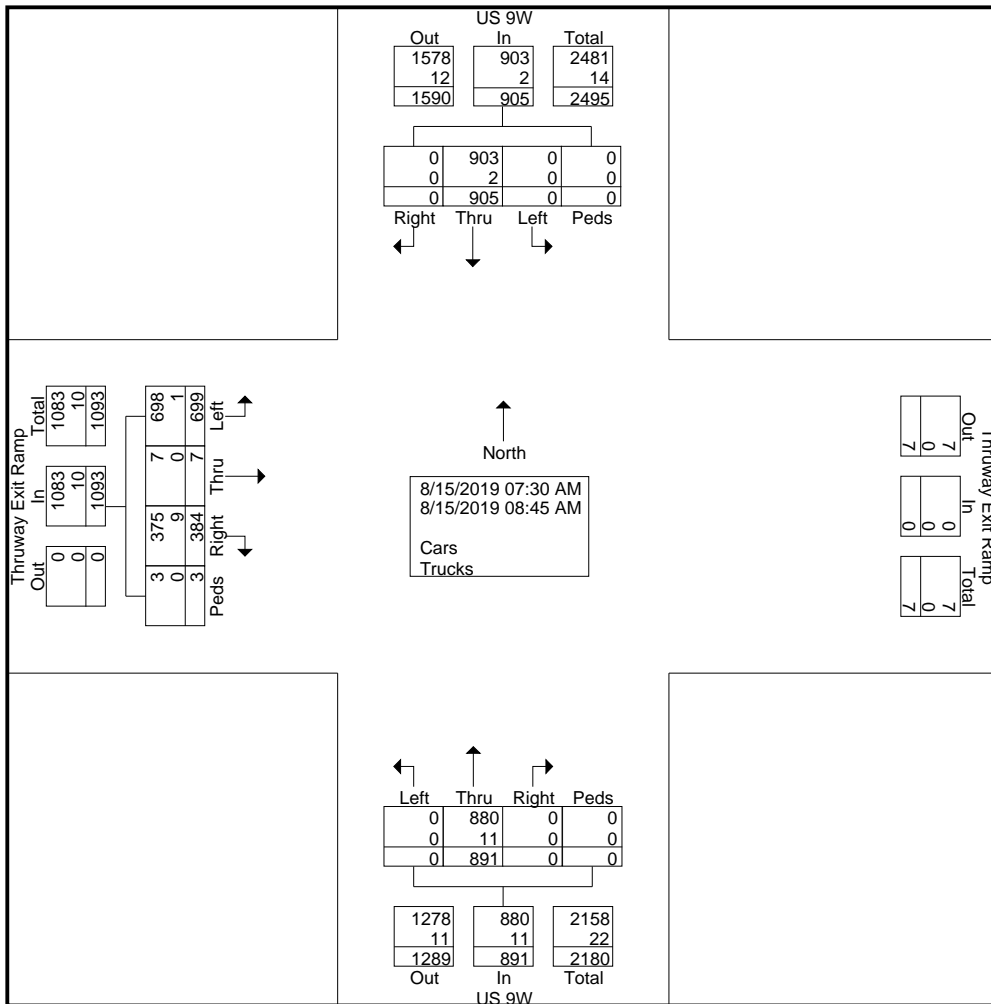 US 9W
Out In Total
1578 903 2481
12 2 14
1590 905 2495
0 903 0 0
0 2 0 0
0 905 0 0
Right Thru Left Peds
Thruway Exit Ramp
Total In Out
1083 1083 0
10 10 0
1093 1093 0
698 7 375 3
1 0 9 0
699 7 384 3
Left Thru Right Peds
North
8/15/2019 07:30 AM
8/15/2019 08:45 AM
Cars
Trucks
Thruway Exit Ramp
Out In Total
7 0 7
0 0 0
7 0 7
Left Thru Right Peds
0 880 0 0
0 11 0 0
0 891 0 0
1278 880 2158
11 11 22
1289 891 2180
Out In Total
US 9W